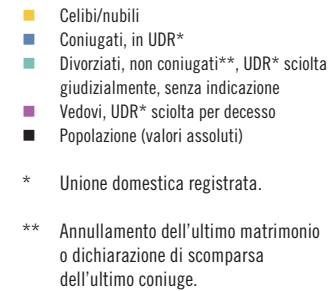 Celibi/nubili
Coniugati, in UDR*
Divorziati, non coniugati**, UDR* sciolta
giudizialmente, senza indicazione
Vedovi, UDR* sciolta per decesso
Popolazione (valori assoluti)
* Unione domestica registrata.
** Annullamento dell'ultimo matrimonio
o dichiarazione di scomparsa
dell'ultimo coniuge.